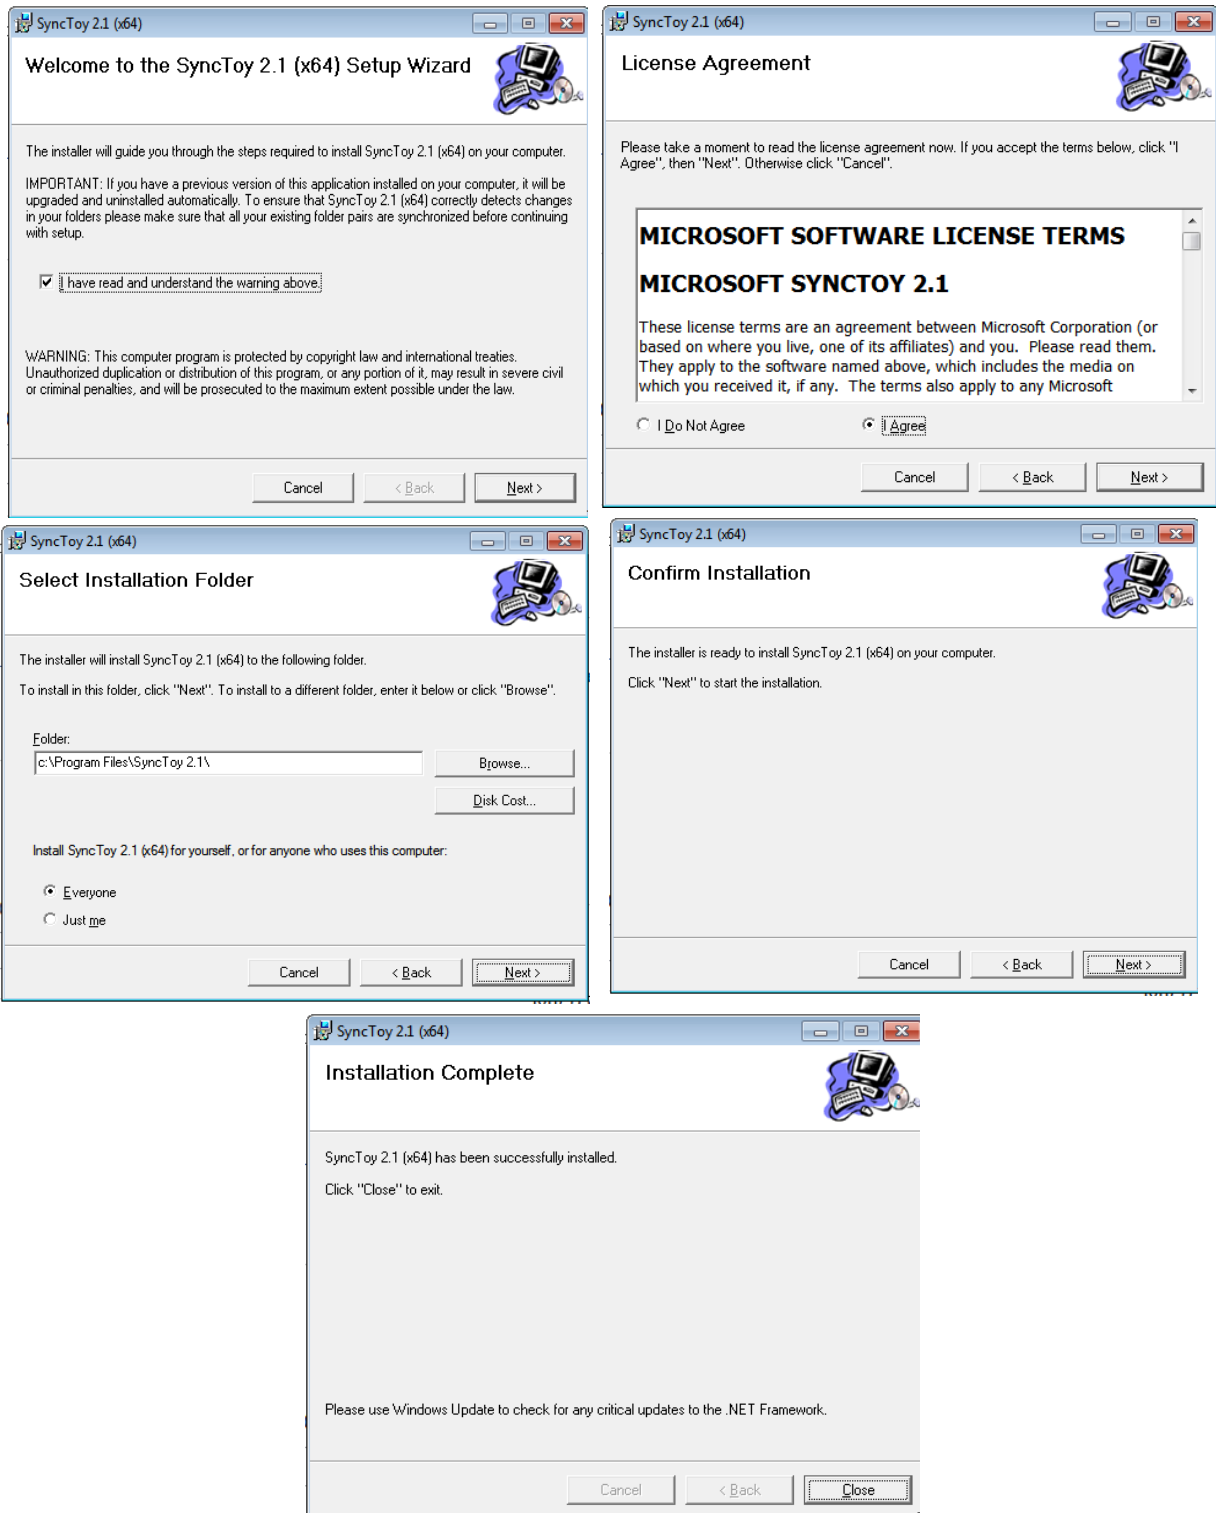 SyncToy 2.1 (x64)
Welcome to the SyncToy 2.1 (x64) Setup Wizard
The installer will guide you through the steps required to install SyncToy 2.1 (x64) on your computer.
IMPORTANT: If you have a previous version of this application installed on your computer, it will be
upgraded and uninstalled automatically. To ensure that SyncToy 2.1 (x64) correctly detects changes
in your folders please make sure that all your existing folder pairs are synchronized before continuing
with setup.
I have read and understand the warning above.
WARNING: This computer program is protected by copyright law and international treaties.
Unauthorized duplication or distribution of this program, or any portion of it, may result in severe civil
or criminal penalties, and will be prosecuted to the maximum extent possible under the law.
Cancel
< Back
Next >
SyncToy 2.1 (x64)
License Agreement
Please take a moment to read the license agreement now. If you accept the terms below, click "I
Agree", then "Next". Otherwise click "Cancel".
MICROSOFT SOFTWARE LICENSE TERMS
MICROSOFT SYNCTOY 2.1
These license terms are an agreement between Microsoft Corporation (or
based on where you live, one of its affiliates) and you.  Please read them.
They apply to the software named above, which includes the media on
which you received it, if any.  The terms also apply to any Microsoft
I Do Not Agree
I Agree
Cancel
< Back
Next >
SyncToy 2.1 (x64)
Select Installation Folder
The installer will install SyncToy 2.1 (x64) to the following folder.
To install in this folder, click "Next". To install to a different folder, enter it below or click "Browse".
Folder:
c:\Program Files\SyncToy 2.1\
Browse...
Disk Cost...
Install SyncToy 2.1 (x64) for yourself, or for anyone who uses this computer:
Everyone
Just me
Cancel
< Back
Next >
SyncToy 2.1 (x64)
Confirm Installation
The installer is ready to install SyncToy 2.1 (x64) on your computer.
Click "Next" to start the installation.
Cancel
< Back
Next >
SyncToy 2.1 (x64)
Installation Complete
SyncToy 2.1 (x64) has been successfully installed.
Click "Close" to exit.
Please use Windows Update to check for any critical updates to the .NET Framework.
Cancel
< Back
Close